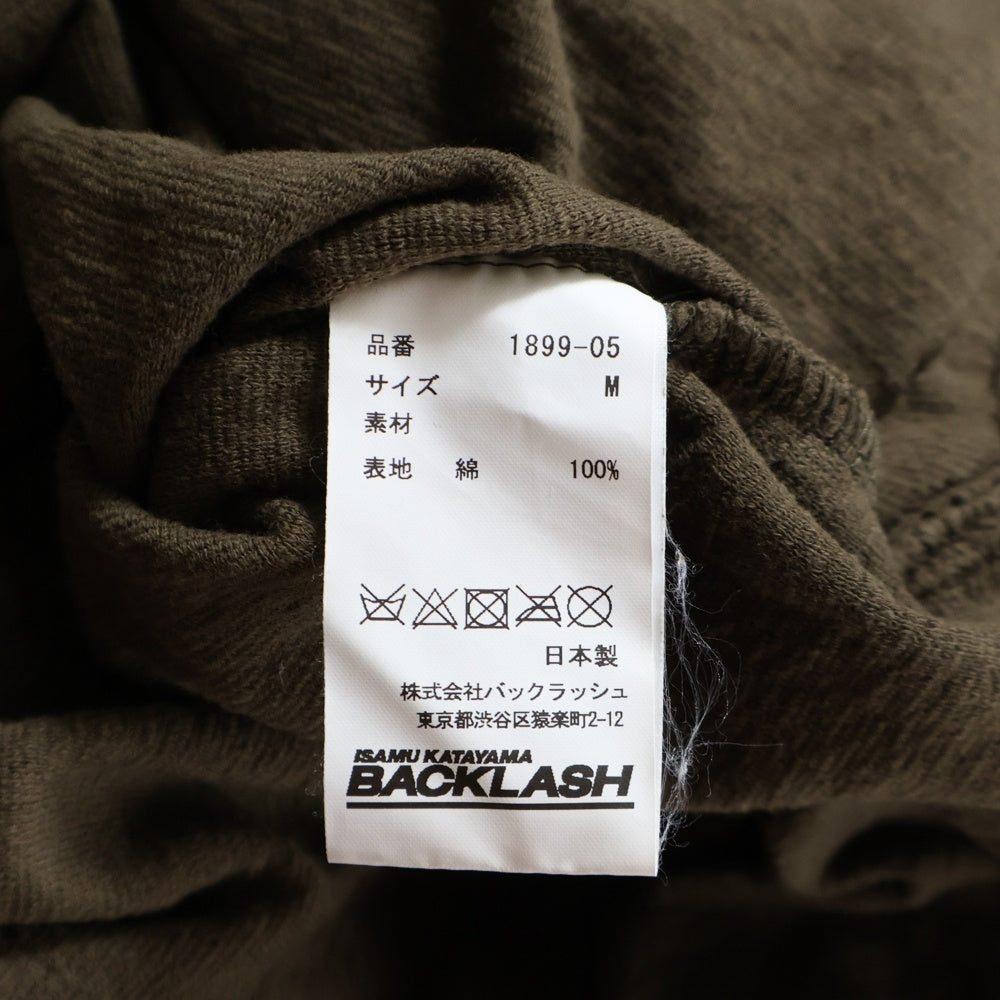 品番 1899-05
サイズ M
素材
表地 綿 100%
日本製
株式会社バックラッシュ
東京都渋谷区猿楽町2-12
ISAMU KATAYAMA
BACKLASH